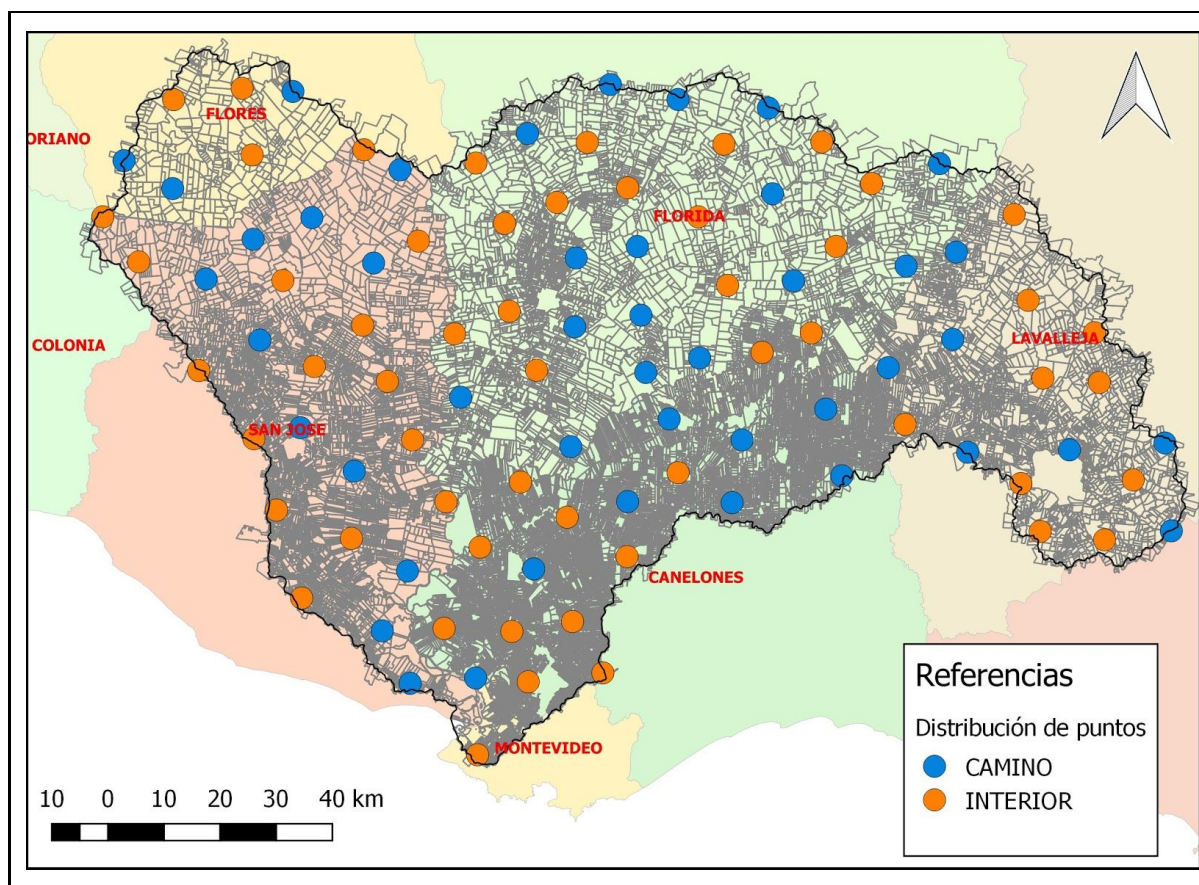 FLORES
ORIANO
FLORIDA
COLONIA
LAVALLEJA
SAN JOSE
CANELONES
MONTEVIDEO
Referencias
Distribución de puntos
CAMINO
INTERIOR
10 0 10 20 30 40 km